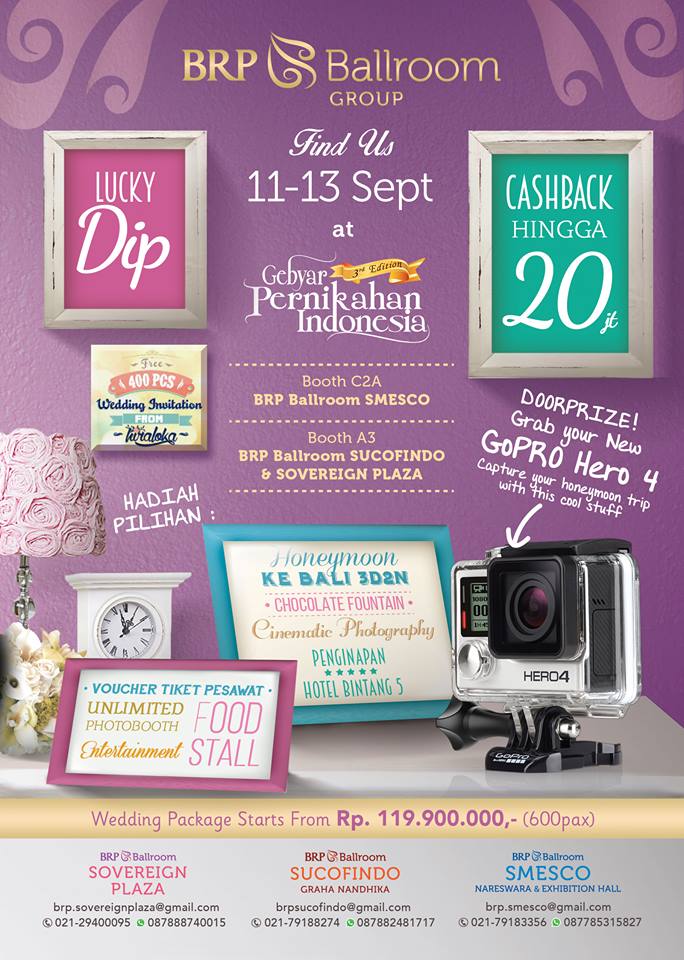 BRP Ballroom
GROUP
Find Us
11-13 Sept
at
Gebyar 3rd Edition
Pernikahan
Indonesia
LUCKY
Dip
CASHBACK
HINGGA
20 jt
Free
400 PCS
Wedding Invitation
FROM
Booth C2A
BRP Ballroom SMESCO
Booth A3
BRP Ballroom SUCOFINDO
& SOVEREIGN PLAZA
DOORPRIZE!
Grab your New
GoPRO Hero 4
Capture your honeymoon trip
with this cool stuff
HADIAH
PILIHAN :
Honeymoon
KE BALI 3D2N
• CHOCOLATE FOUNTAIN •
Cinematic Photography
PENGINAPAN
★★★★★
HOTEL BINTANG 5
• VOUCHER TIKET PESAWAT •
UNLIMITED
PHOTOBOOTH
Entertainment
FOOD
STALL
HERO4
GoPro
Wedding Package Starts From Rp. 119.900.000,- (600pax)
BRP Ballroom
SOVEREIGN
PLAZA
brp.sovereignplaza@gmail.com
021-29400095 087888740015
BRP Ballroom
SUCOFINDO
GRAHA NANDHIKA
brpsucofindo@gmail.com
021-79188274 087882481717
BRP Ballroom
SMESCO
NARESWARA & EXHIBITION HALL
brp.smesco@gmail.com
021-79183356 087785315827